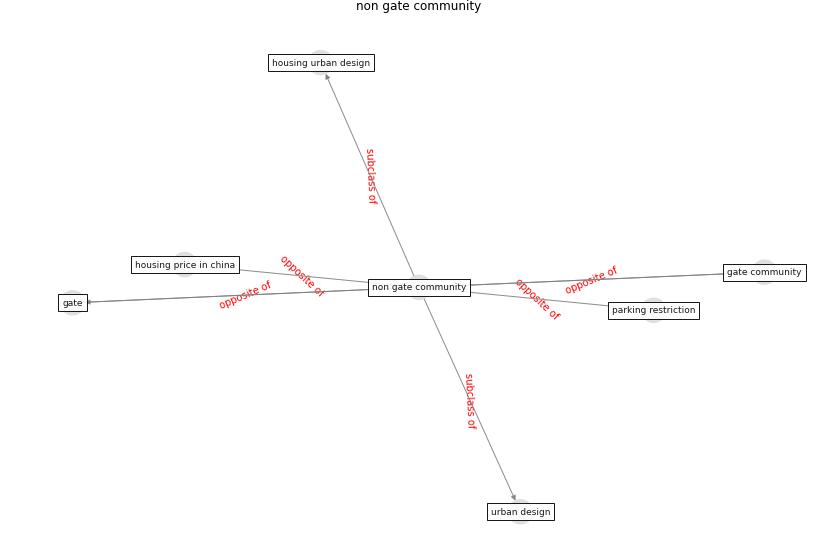 non gate community
housing urban design
subclass of
housing price in china
opposite of
gate community
opposite of
non gate community
opposite of
gate
opposite of
parking restriction
subclass of
urban design